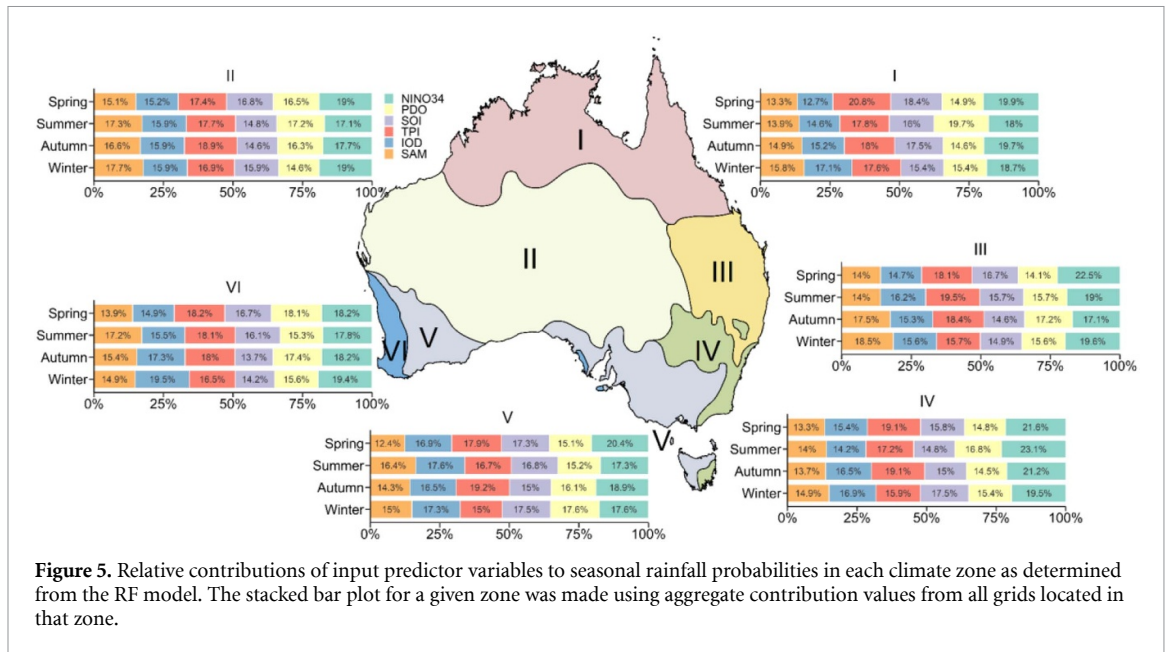 II
Spring 15.1% 15.2% 17.4% 16.8% 16.5% 19%
Summer 17.3% 15.9% 17.7% 14.8% 17.2% 17.1%
Autumn 16.6% 15.9% 18.9% 14.6% 16.3% 17.7%
Winter 17.7% 15.9% 16.9% 15.9% 14.6% 19%
0% 25% 50% 75% 100%
NINO34
PDO
SOI
TPI
IOD
SAM
I
Spring 13.3% 12.7% 20.8% 18.4% 14.9% 19.9%
Summer 13.9% 14.6% 17.8% 16% 19.7% 18%
Autumn 14.9% 15.2% 18% 17.5% 14.6% 19.7%
Winter 15.8% 17.1% 17.6% 15.4% 15.4% 18.7%
0% 25% 50% 75% 100%
I
II
III
IV
V
VI
V
III
Spring 14% 14.7% 18.1% 16.7% 14.1% 22.5%
Summer 14% 16.2% 19.5% 15.7% 15.7% 19%
Autumn 17.5% 15.3% 18.4% 14.6% 17.2% 17.1%
Winter 18.5% 15.6% 15.7% 14.9% 15.6% 19.6%
0% 25% 50% 75% 100%
VI
Spring 13.9% 14.9% 18.2% 16.7% 18.1% 18.2%
Summer 17.2% 15.5% 18.1% 16.1% 15.3% 17.8%
Autumn 15.4% 17.3% 18% 13.7% 17.4% 18.2%
Winter 14.9% 19.5% 16.5% 14.2% 15.6% 19.4%
0% 25% 50% 75% 100%
V
Spring 12.4% 16.9% 17.9% 17.3% 15.1% 20.4%
Summer 16.4% 17.6% 16.7% 16.8% 15.2% 17.3%
Autumn 14.3% 16.5% 19.2% 15% 16.1% 18.9%
Winter 15% 17.3% 15% 17.5% 17.6% 17.6%
0% 25% 50% 75% 100%
IV
Spring 13.3% 15.4% 19.1% 15.8% 14.8% 21.6%
Summer 14% 14.2% 17.2% 14.8% 16.8% 23.1%
Autumn 13.7% 16.5% 19.1% 15% 14.5% 21.2%
Winter 14.9% 16.9% 15.9% 17.5% 15.4% 19.5%
0% 25% 50% 75% 100%
Figure 5. Relative contributions of input predictor variables to seasonal rainfall probabilities in each climate zone as determined
from the RF model. The stacked bar plot for a given zone was made using aggregate contribution values from all grids located in
that zone.